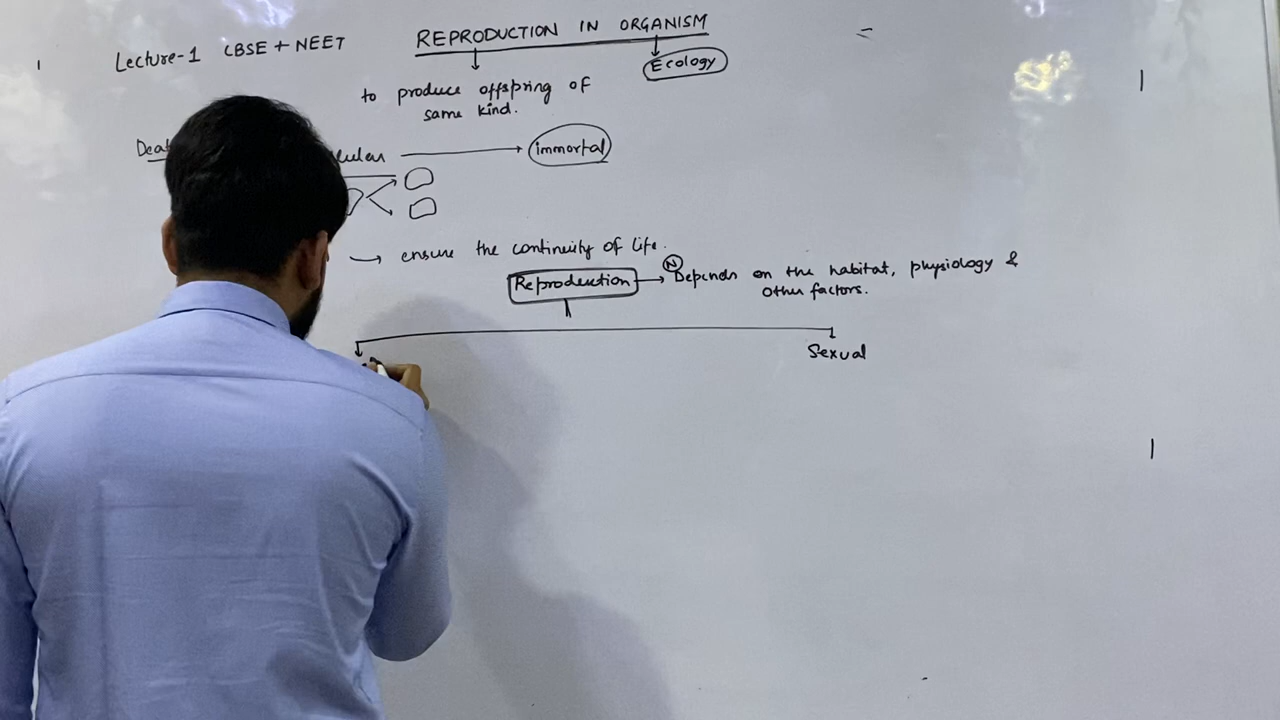 Lecture-1 CBSE + NEET
REPRODUCTION IN ORGANISM
Ecology
to produce offspring of
same kind.
immortal
ensure the continuity of life.
Reproduction
N
Depends on the habitat, physiology &
other factors.
Sexual